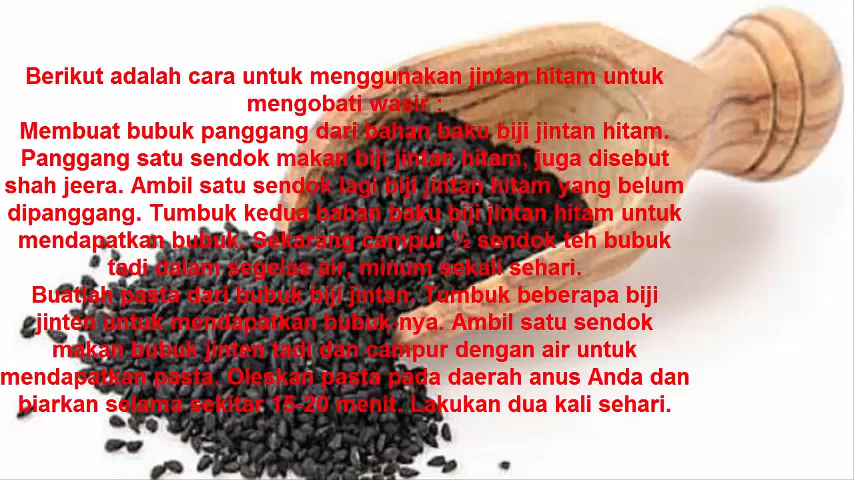 Berikut adalah cara untuk menggunakan jintan hitam untuk
mengobati wasir :
Membuat bubuk panggang dari bahan baku biji jintan hitam.
Panggang satu sendok makan biji jintan hitam, juga disebut
shah jeera. Ambil satu sendok lagi biji jintan hitam yang belum
dipanggang. Tumbuk kedua bahan baku biji jintan hitam untuk
mendapatkan bubuk. Sekarang campur ½ sendok teh bubuk
tadi dalam segelas air, minum sekali sehari.
Buatlah pasta dari bubuk biji jintan. Tumbuk beberapa biji
jinten untuk mendapatkan bubuk-nya. Ambil satu sendok
makan bubuk jinten tadi dan campur dengan air untuk
mendapatkan pasta. Oleskan pasta pada daerah anus Anda dan
biarkan selama sekitar 15-20 menit. Lakukan dua kali sehari.